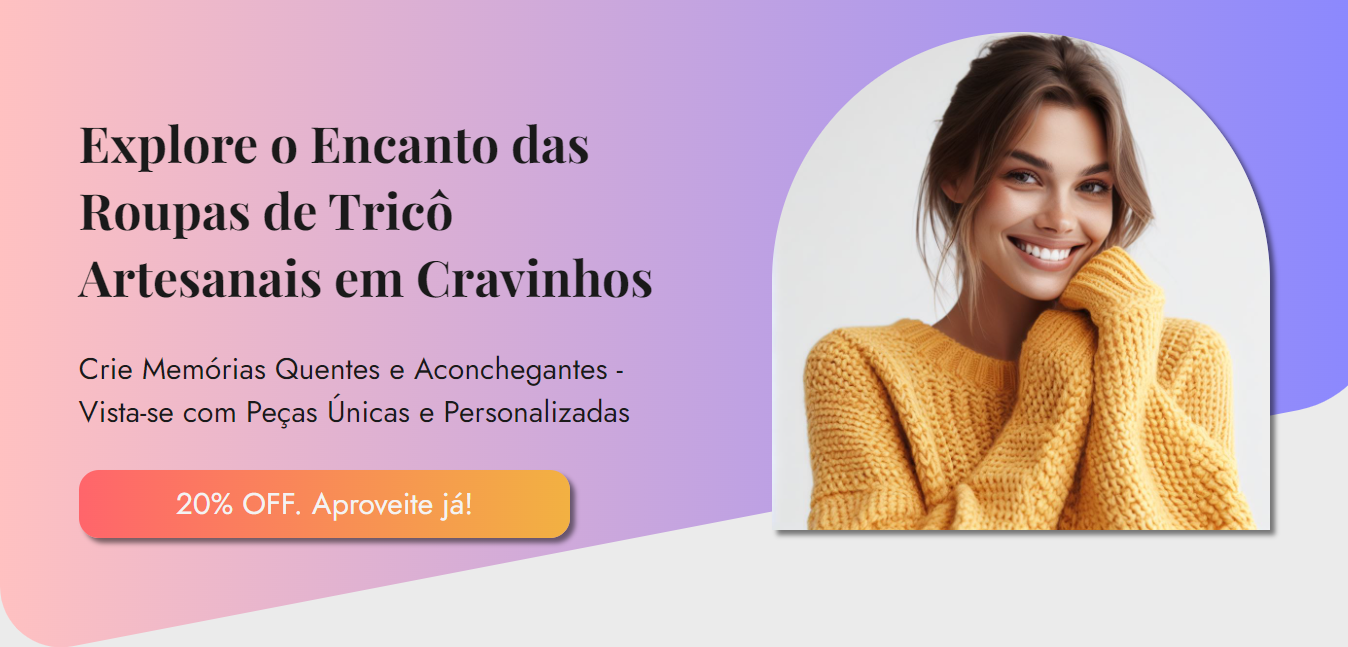 Explore o Encanto das
Roupas de Tricô
Artesanais em Cravinhos
Crie Memórias Quentes e Aconchegantes -
Vista-se com Peças Únicas e Personalizadas
20% OFF. Aproveite já!